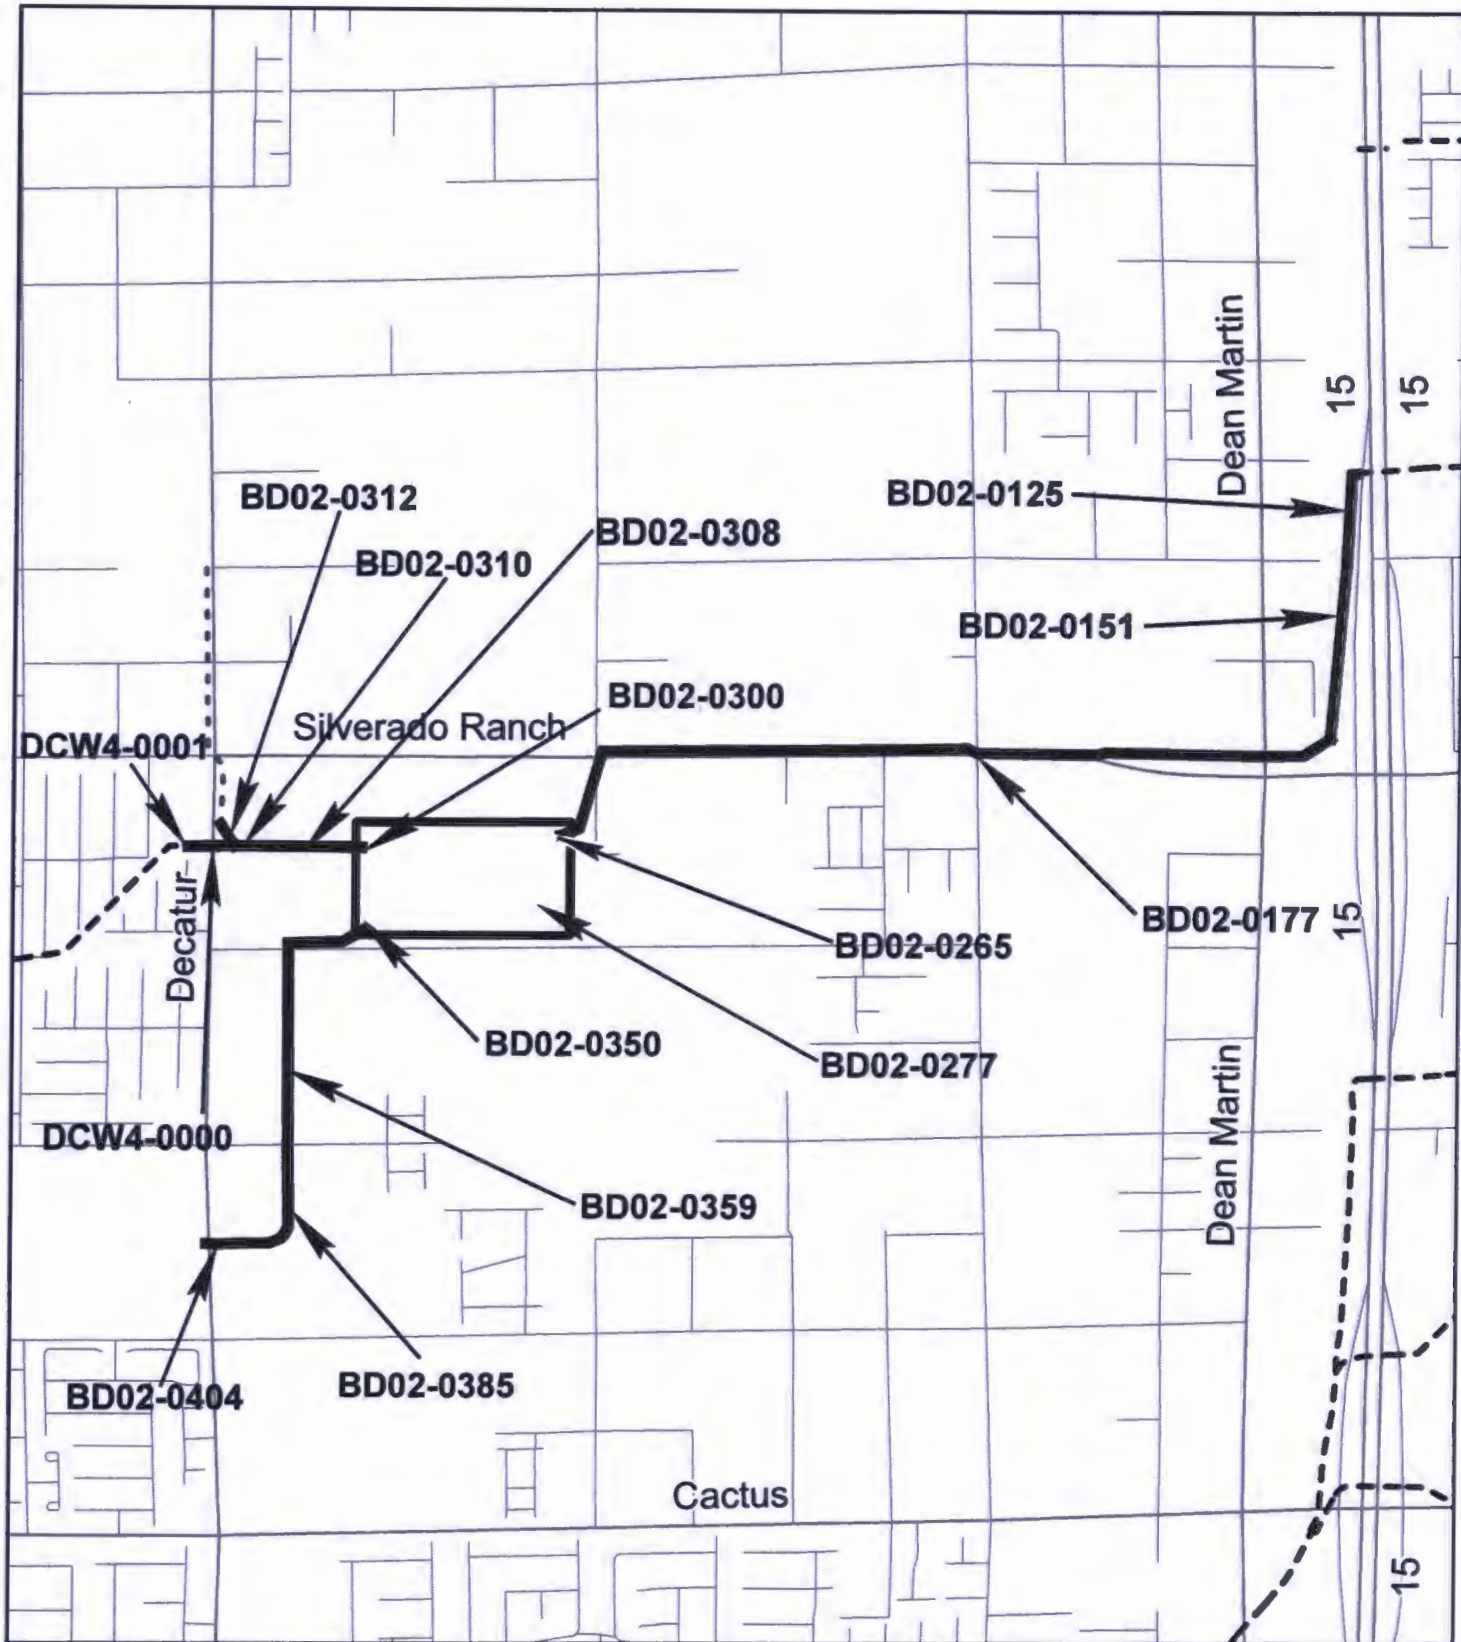 Dean Martin
15
15
BD02-0312
BD02-0125
BD02-0308
BD02-0310
BD02-0151
BD02-0300
Silverado Ranch
DCW4-0001
Decatur
BD02-0177
15
BD02-0265
BD02-0350
BD02-0277
DCW4-0000
Dean Martin
BD02-0359
BD02-0385
BD02-0404
Cactus
15